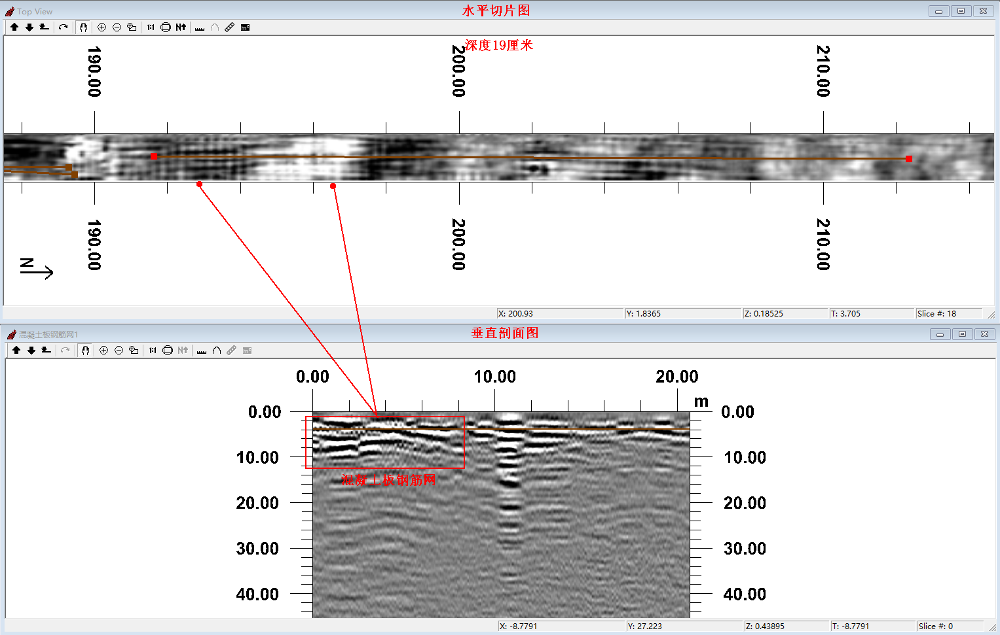 Top View
水平切片图
1:1
N
深度19厘米
190.00
200.00
210.00
190.00
200.00
210.00
N
X: 200.93
Y: 1.8365
Z: 0.18525
T: 3.705
Slice #: 18
混凝土板钢筋网1
垂直剖面图
1:1
N
0.00
10.00
20.00
m
0.00
0.00
10.00
10.00
混凝土板钢筋网
20.00
20.00
30.00
30.00
40.00
40.00
X: -8.7791
Y: 27.223
Z: 0.43895
T: -8.7791
Slice #: 0